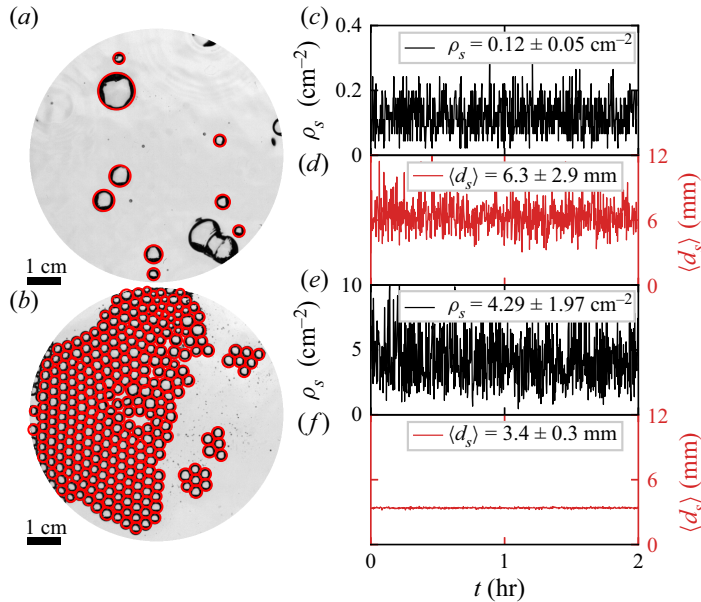 (a)
1 cm
(b)
1 cm
(c)
0.4
0.2
0
ρs (cm−2)
ρs = 0.12 ± 0.05 cm−2
(d)
12
6
0
⟨ds⟩ (mm)
⟨ds⟩ = 6.3 ± 2.9 mm
(e)
10
5
0
ρs (cm−2)
ρs = 4.29 ± 1.97 cm−2
(f)
12
6
0
⟨ds⟩ (mm)
⟨ds⟩ = 3.4 ± 0.3 mm
0 1 2
t (hr)